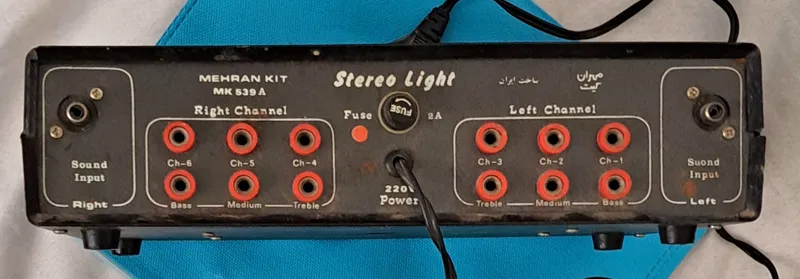 MEHRAN KIT
MK 539 A
Stereo Light
ساخت ایران
مهران
کیت
Right Channel
Fuse
FUSE
2A
Left Channel
Ch-6
Ch-5
Ch-4
Ch-3
Ch-2
Ch-1
Sound
Input
Suond
Input
Bass
Medium
Treble
220V
Power
Treble
Medium
Bass
Right
Left